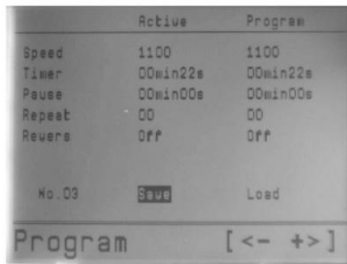 Active Program
Speed 1100 1100
Timer 00min22s 00min22s
Pause 00min00s 00min00s
Repeat 00 00
Revers Off Off
No:03 Save Load
Program [<- +>]